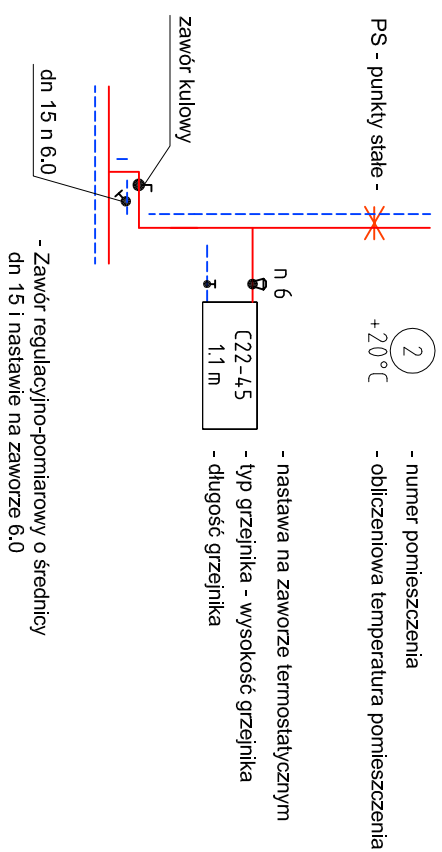 PS - punkty stałe -
2
+20°C
- numer pomieszczenia
- obliczeniowa temperatura pomieszczenia
n 6
C22-45
1.1 m
- nastawa na zaworze termostatycznym
- typ grzejnika - wysokość grzejnika
- długość grzejnika
zawór kulowy
dn 15 n 6.0
- Zawór regulacyjno-pomiarowy o średnicy
dn 15 i nastawie na zaworze 6.0